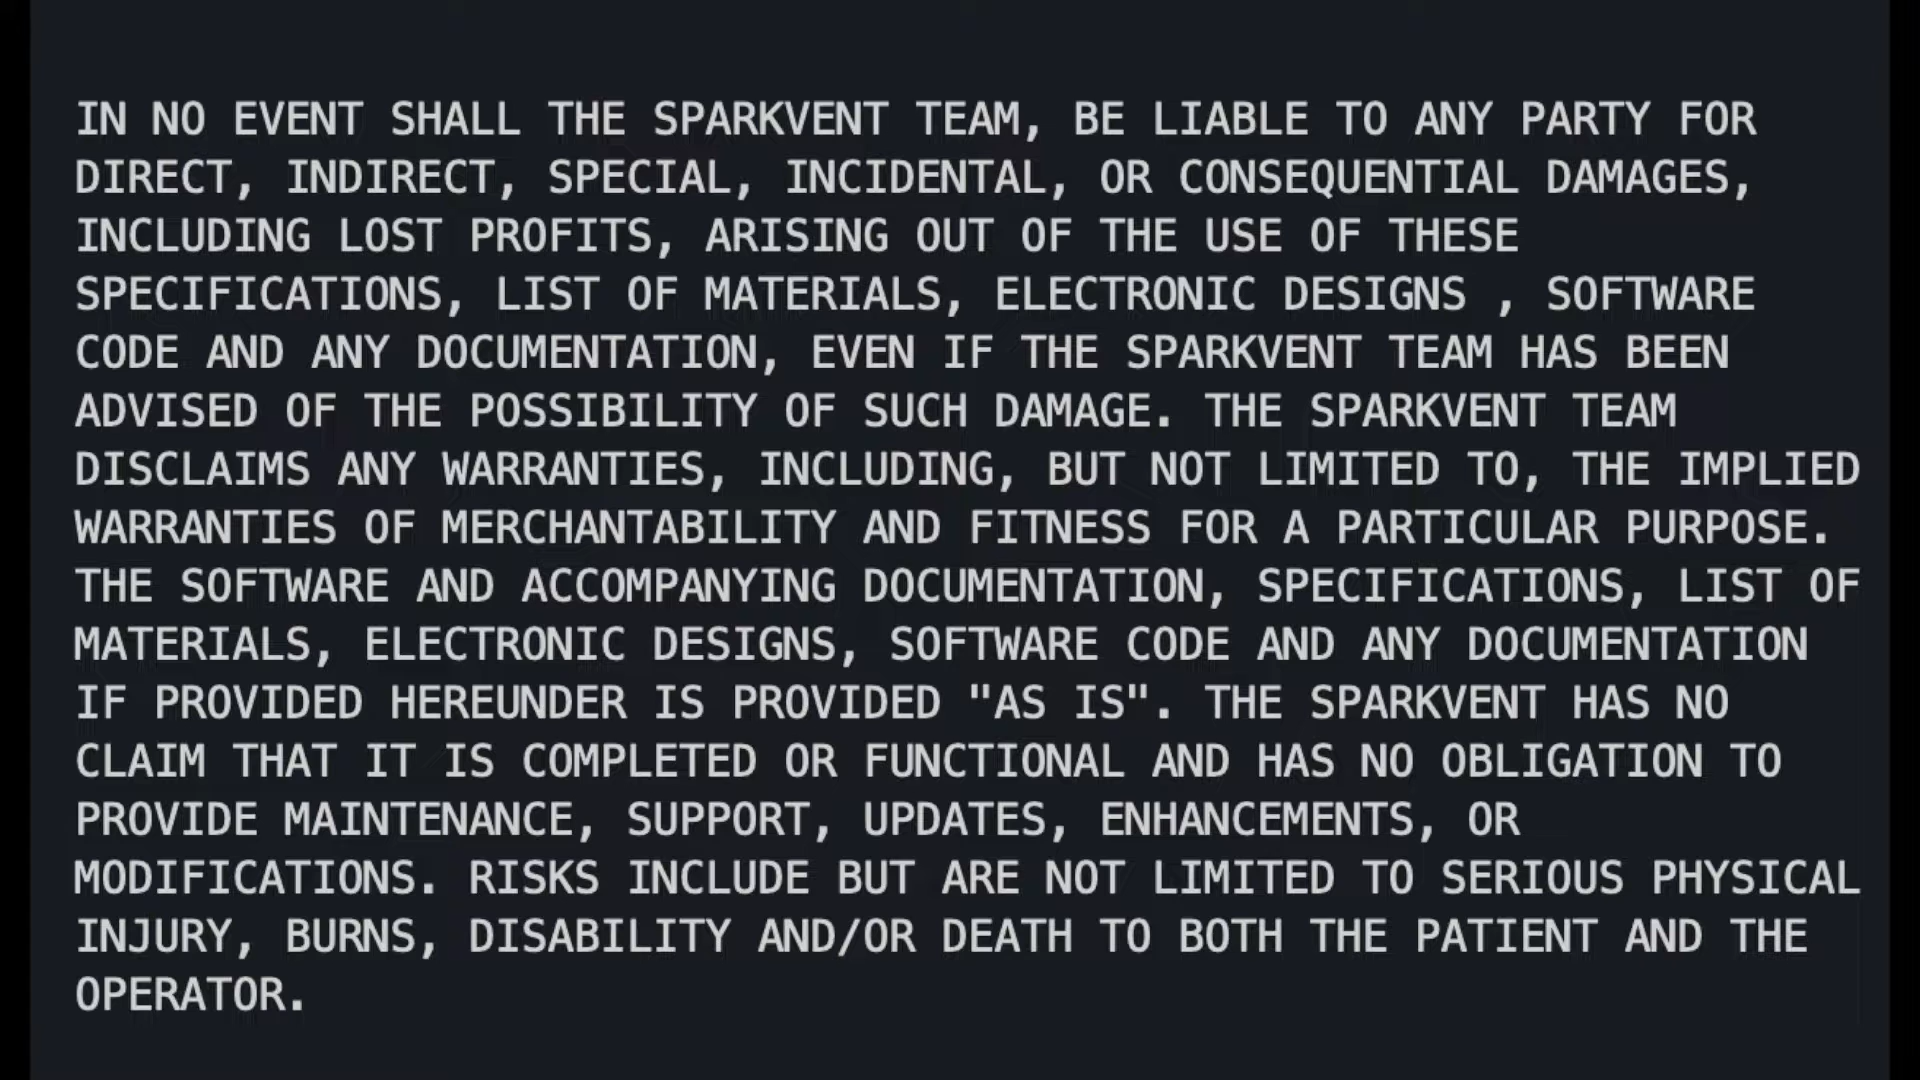 IN NO EVENT SHALL THE SPARKVENT TEAM, BE LIABLE TO ANY PARTY FOR
DIRECT, INDIRECT, SPECIAL, INCIDENTAL, OR CONSEQUENTIAL DAMAGES,
INCLUDING LOST PROFITS, ARISING OUT OF THE USE OF THESE
SPECIFICATIONS, LIST OF MATERIALS, ELECTRONIC DESIGNS , SOFTWARE
CODE AND ANY DOCUMENTATION, EVEN IF THE SPARKVENT TEAM HAS BEEN
ADVISED OF THE POSSIBILITY OF SUCH DAMAGE. THE SPARKVENT TEAM
DISCLAIMS ANY WARRANTIES, INCLUDING, BUT NOT LIMITED TO, THE IMPLIED
WARRANTIES OF MERCHANTABILITY AND FITNESS FOR A PARTICULAR PURPOSE.
THE SOFTWARE AND ACCOMPANYING DOCUMENTATION, SPECIFICATIONS, LIST OF
MATERIALS, ELECTRONIC DESIGNS, SOFTWARE CODE AND ANY DOCUMENTATION
IF PROVIDED HEREUNDER IS PROVIDED "AS IS". THE SPARKVENT HAS NO
CLAIM THAT IT IS COMPLETED OR FUNCTIONAL AND HAS NO OBLIGATION TO
PROVIDE MAINTENANCE, SUPPORT, UPDATES, ENHANCEMENTS, OR
MODIFICATIONS. RISKS INCLUDE BUT ARE NOT LIMITED TO SERIOUS PHYSICAL
INJURY, BURNS, DISABILITY AND/OR DEATH TO BOTH THE PATIENT AND THE
OPERATOR.